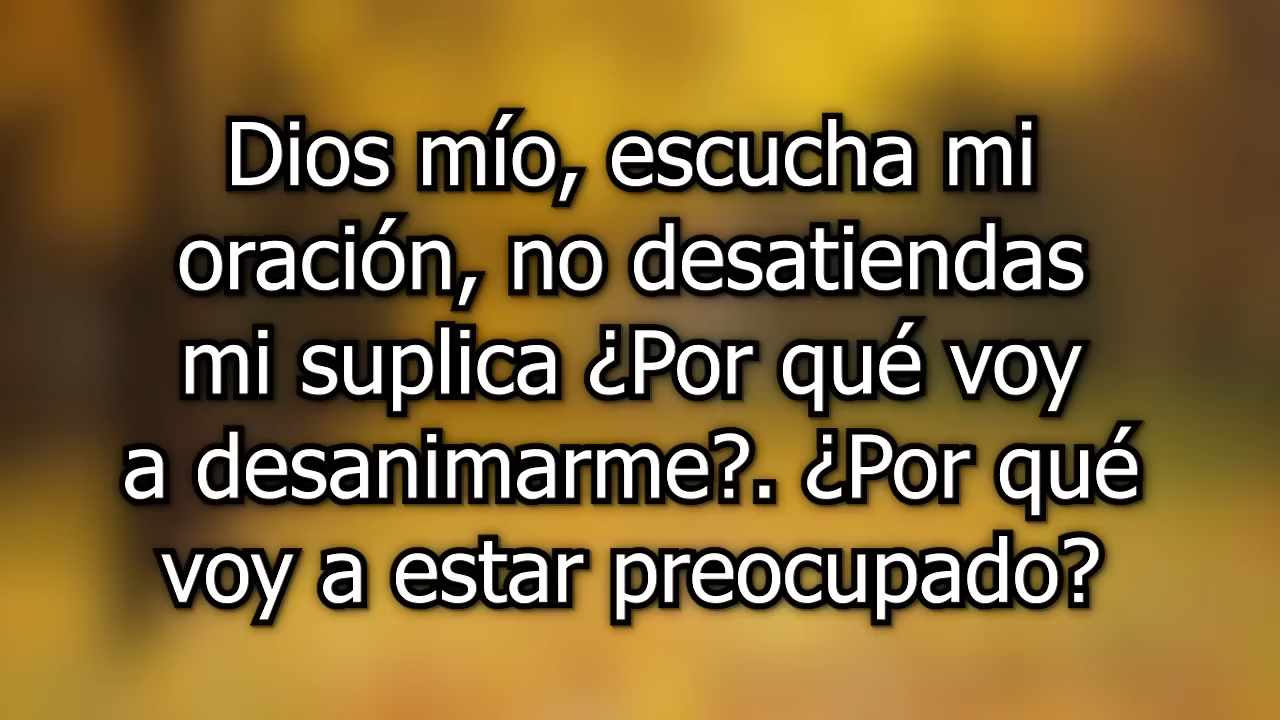 Dios mío, escucha mi
oración, no desatiendas
mi suplica ¿Por qué voy
a desanimarme?. ¿Por qué
voy a estar preocupado?